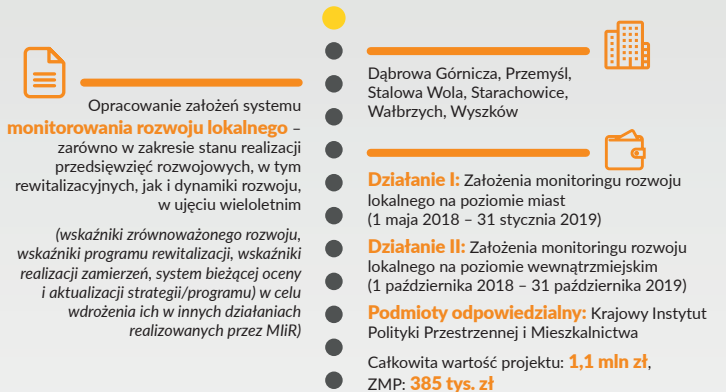 Opracowanie założeń systemu
monitorowania rozwoju lokalnego –
zarówno w zakresie stanu realizacji
przedsięwzięć rozwojowych, w tym
rewitalizacyjnych, jak i dynamiki rozwoju,
w ujęciu wieloletnim
(wskaźniki zrównoważonego rozwoju,
wskaźniki programu rewitalizacji, wskaźniki
realizacji zamierzeń, system bieżącej oceny
i aktualizacji strategii/programu) w celu
wdrożenia ich w innych działaniach
realizowanych przez MIiR)
Dąbrowa Górnicza, Przemyśl,
Stalowa Wola, Starachowice,
Wałbrzych, Wyszków
Działanie I: Założenia monitoringu rozwoju
lokalnego na poziomie miast
(1 maja 2018 – 31 stycznia 2019)
Działanie II: Założenia monitoringu rozwoju
lokalnego na poziomie wewnątrzmiejskim
(1 października 2018 – 31 października 2019)
Podmioty odpowiedzialny: Krajowy Instytut
Polityki Przestrzennej i Mieszkalnictwa
Całkowita wartość projektu: 1,1 mln zł,
ZMP: 385 tys. zł